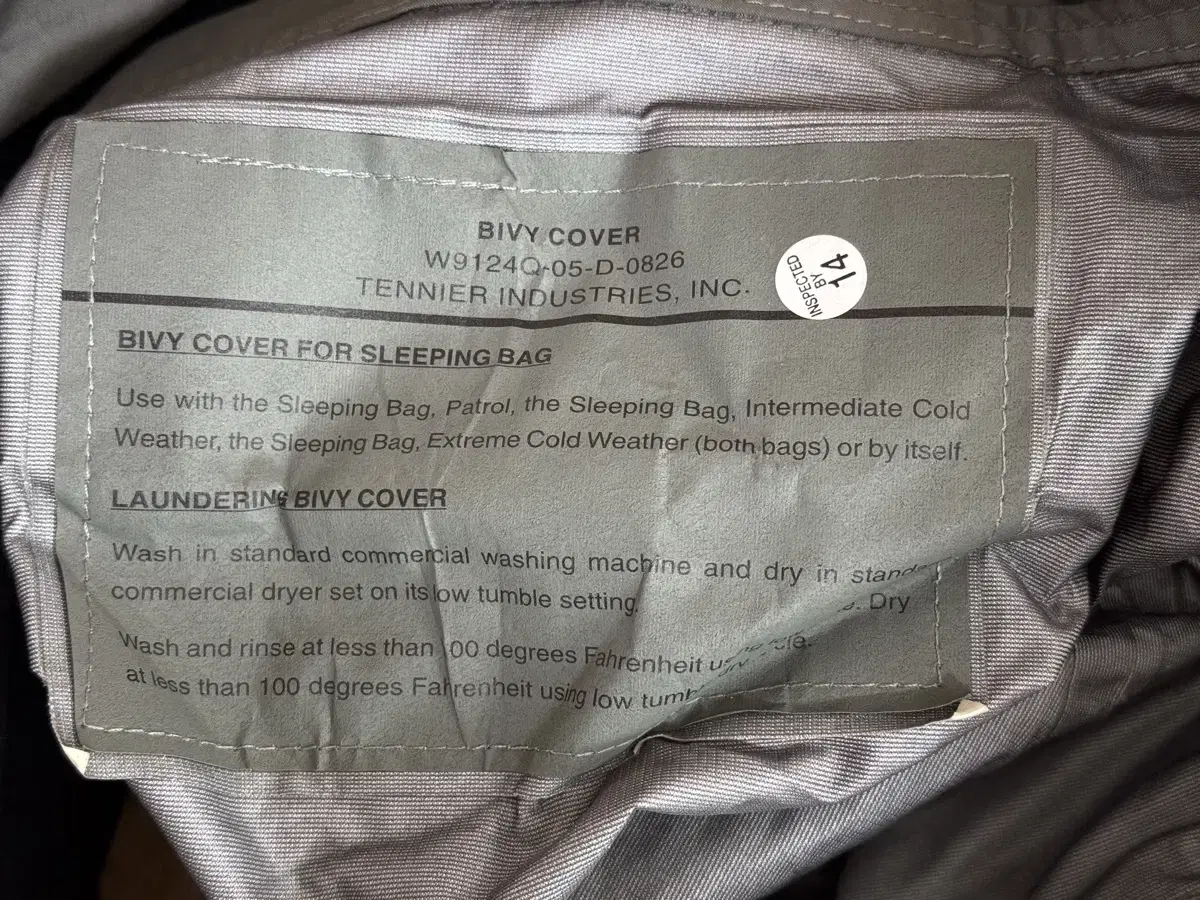 BIVY COVER
W9124Q-05-D-0826
TENNIER INDUSTRIES, INC.
INSPECTED
BY
14
BIVY COVER FOR SLEEPING BAG
Use with the Sleeping Bag, Patrol, the Sleeping Bag, Intermediate Cold
Weather, the Sleeping Bag, Extreme Cold Weather (both bags) or by itself.
LAUNDERING BIVY COVER
Wash in standard commercial washing machine and dry in
commercial dryer set on its low tumble setting.
Wash and rinse at less than 00 degrees Fahrenheit Dry
at less than 100 degrees Fahrenheit using low